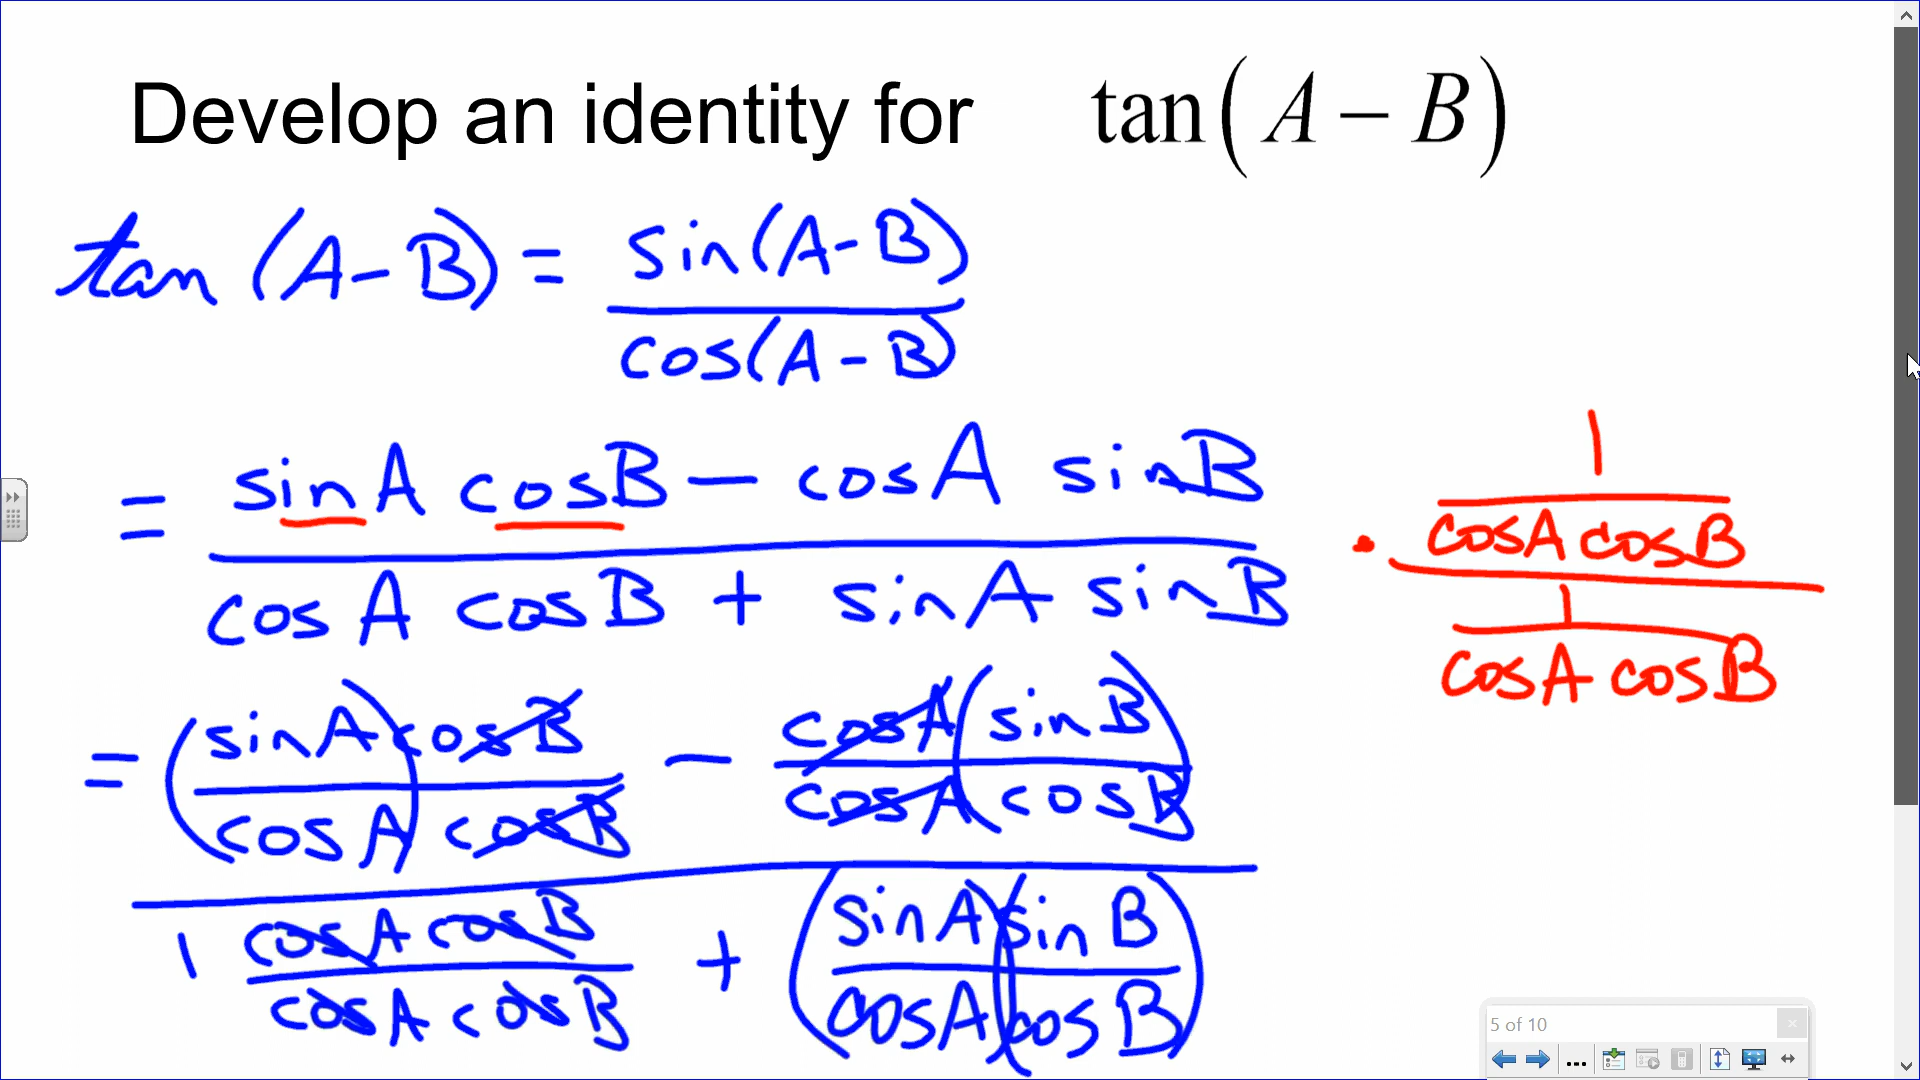 Develop an identity for tan(A − B)
tan(A-B) = sin(A-B) / cos(A-B)
= (sinA cosB - cosA sinB) / (cosA cosB + sinA sinB) · (1 / (cosA cosB)) / (1 / (cosA cosB))
= ((sinA) cosB / (cosA) cosB - cosA (sinB) / cosA (cosB)) / (1 cosA cosB / cosA cosB + (sinA)(sinB) / (cosA)(cosB))
5 of 10